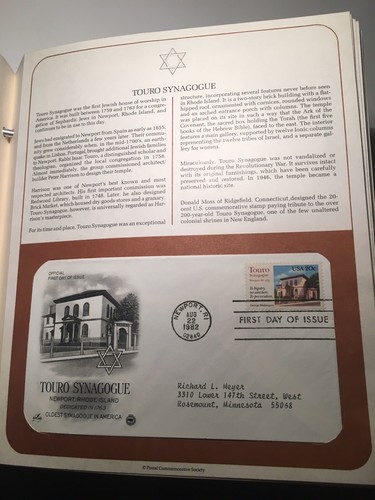 TOURO SYNAGOGUE
Touro Synagogue was the first Jewish house of worship in
America. It was built between 1759 and 1763 for a congre-
gation of Sephardic Jews in Newport, Rhode Island, and
continues to be in use to this day.
Jews had navigated to Newport from Spain as early as 1655,
and from the Netherlands a few years later. Their commu-
nity grew considerably when, in the mid-1700's, an earth-
quake in Lisbon, Portugal, brought additional Jewish families
to Newport. Rabbi Isaac Touro, a distinguished scholar and
theologian, organized the local congregation in 1758.
Almost immediately, the group commissioned architect/
builder Peter Harrison to design their temple.
Harrison was one of Newport's best known and most
respected architects. His first important commission was
Redwood Library, built in 1748. Later, he also designed
Brick Market, which housed dry goods stores and a granary.
Touro Synagogue, however, is universally regarded as Har-
rison's masterpiece.
For its time and place, Touro Synagogue was an exceptional
structure, incorporating several features never before seen
in Rhode Island. It is a two-story brick building with a flat-
hipped roof, ornamented with cornices, rounded windows
and an arched entrance porch with columns. The temple
was placed on its site in such a way that the Ark of the
Covenant, the sacred box holding the Torah (the first five
books of the Hebrew Bible), faced to the east. The interior
features a main gallery, supported by twelve Ionic columns
representing the twelve tribes of Israel, and a separate gal-
lery for women.
Miraculously, Touro Synagogue was not vandalized or
destroyed during the Revolutionary War. It survives intact
with its original furnishings, which have been carefully
preserved and restored. In 1946, the temple became a
national historic site.
Donald Moss of Ridgefield, Connecticut, designed the 20-
cent U.S. commemorative stamp paying tribute to the over
200-year-old Touro Synagogue, one of the few unaltered
colonial shrines in New England.
OFFICIAL
FIRST DAY OF ISSUE
TOURO SYNAGOGUE
NEWPORT, RHODE ISLAND
DEDICATED IN 1763
OLDEST SYNAGOGUE IN AMERICA
NEWPORT, RI
AUG
22
1982
02840
Touro
Synagogue
USA 20c
FIRST DAY OF ISSUE
Richard L. Heyer
3310 Lower 147th Street, West
Rosemount, Minnesota 55068
© Postal Commemorative Society